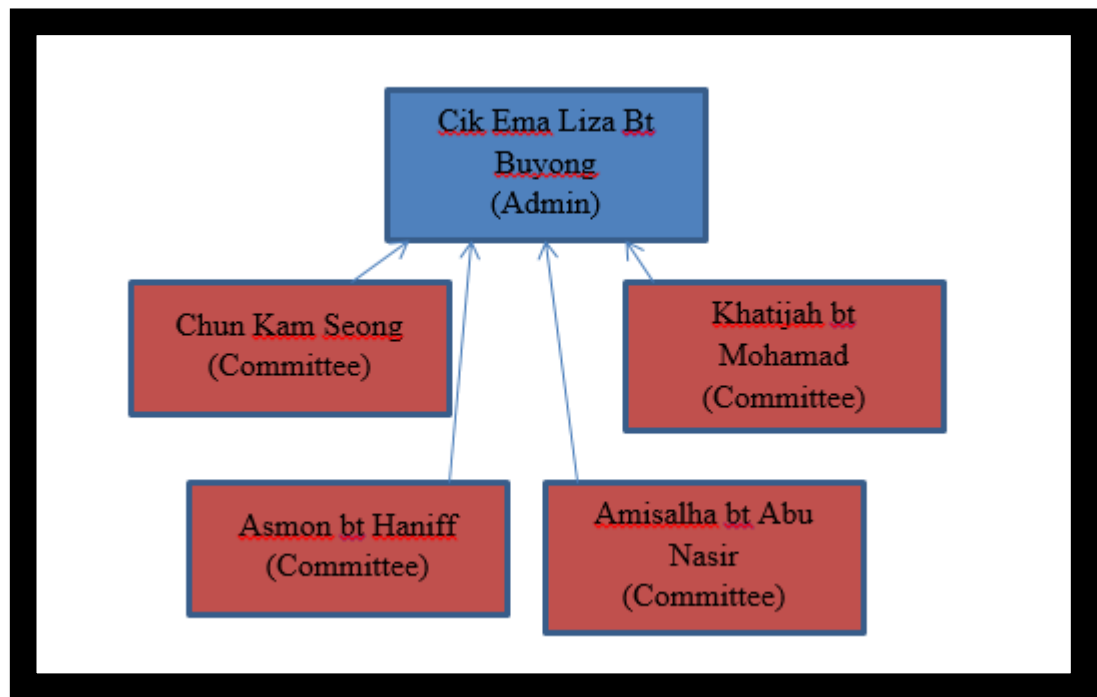 Cik Ema Liza Bt
Buyong
(Admin)
Chun Kam Seong
(Committee)
Khatijah bt
Mohamad
(Committee)
Asmon bt Haniff
(Committee)
Amisalha bt Abu
Nasir
(Committee)